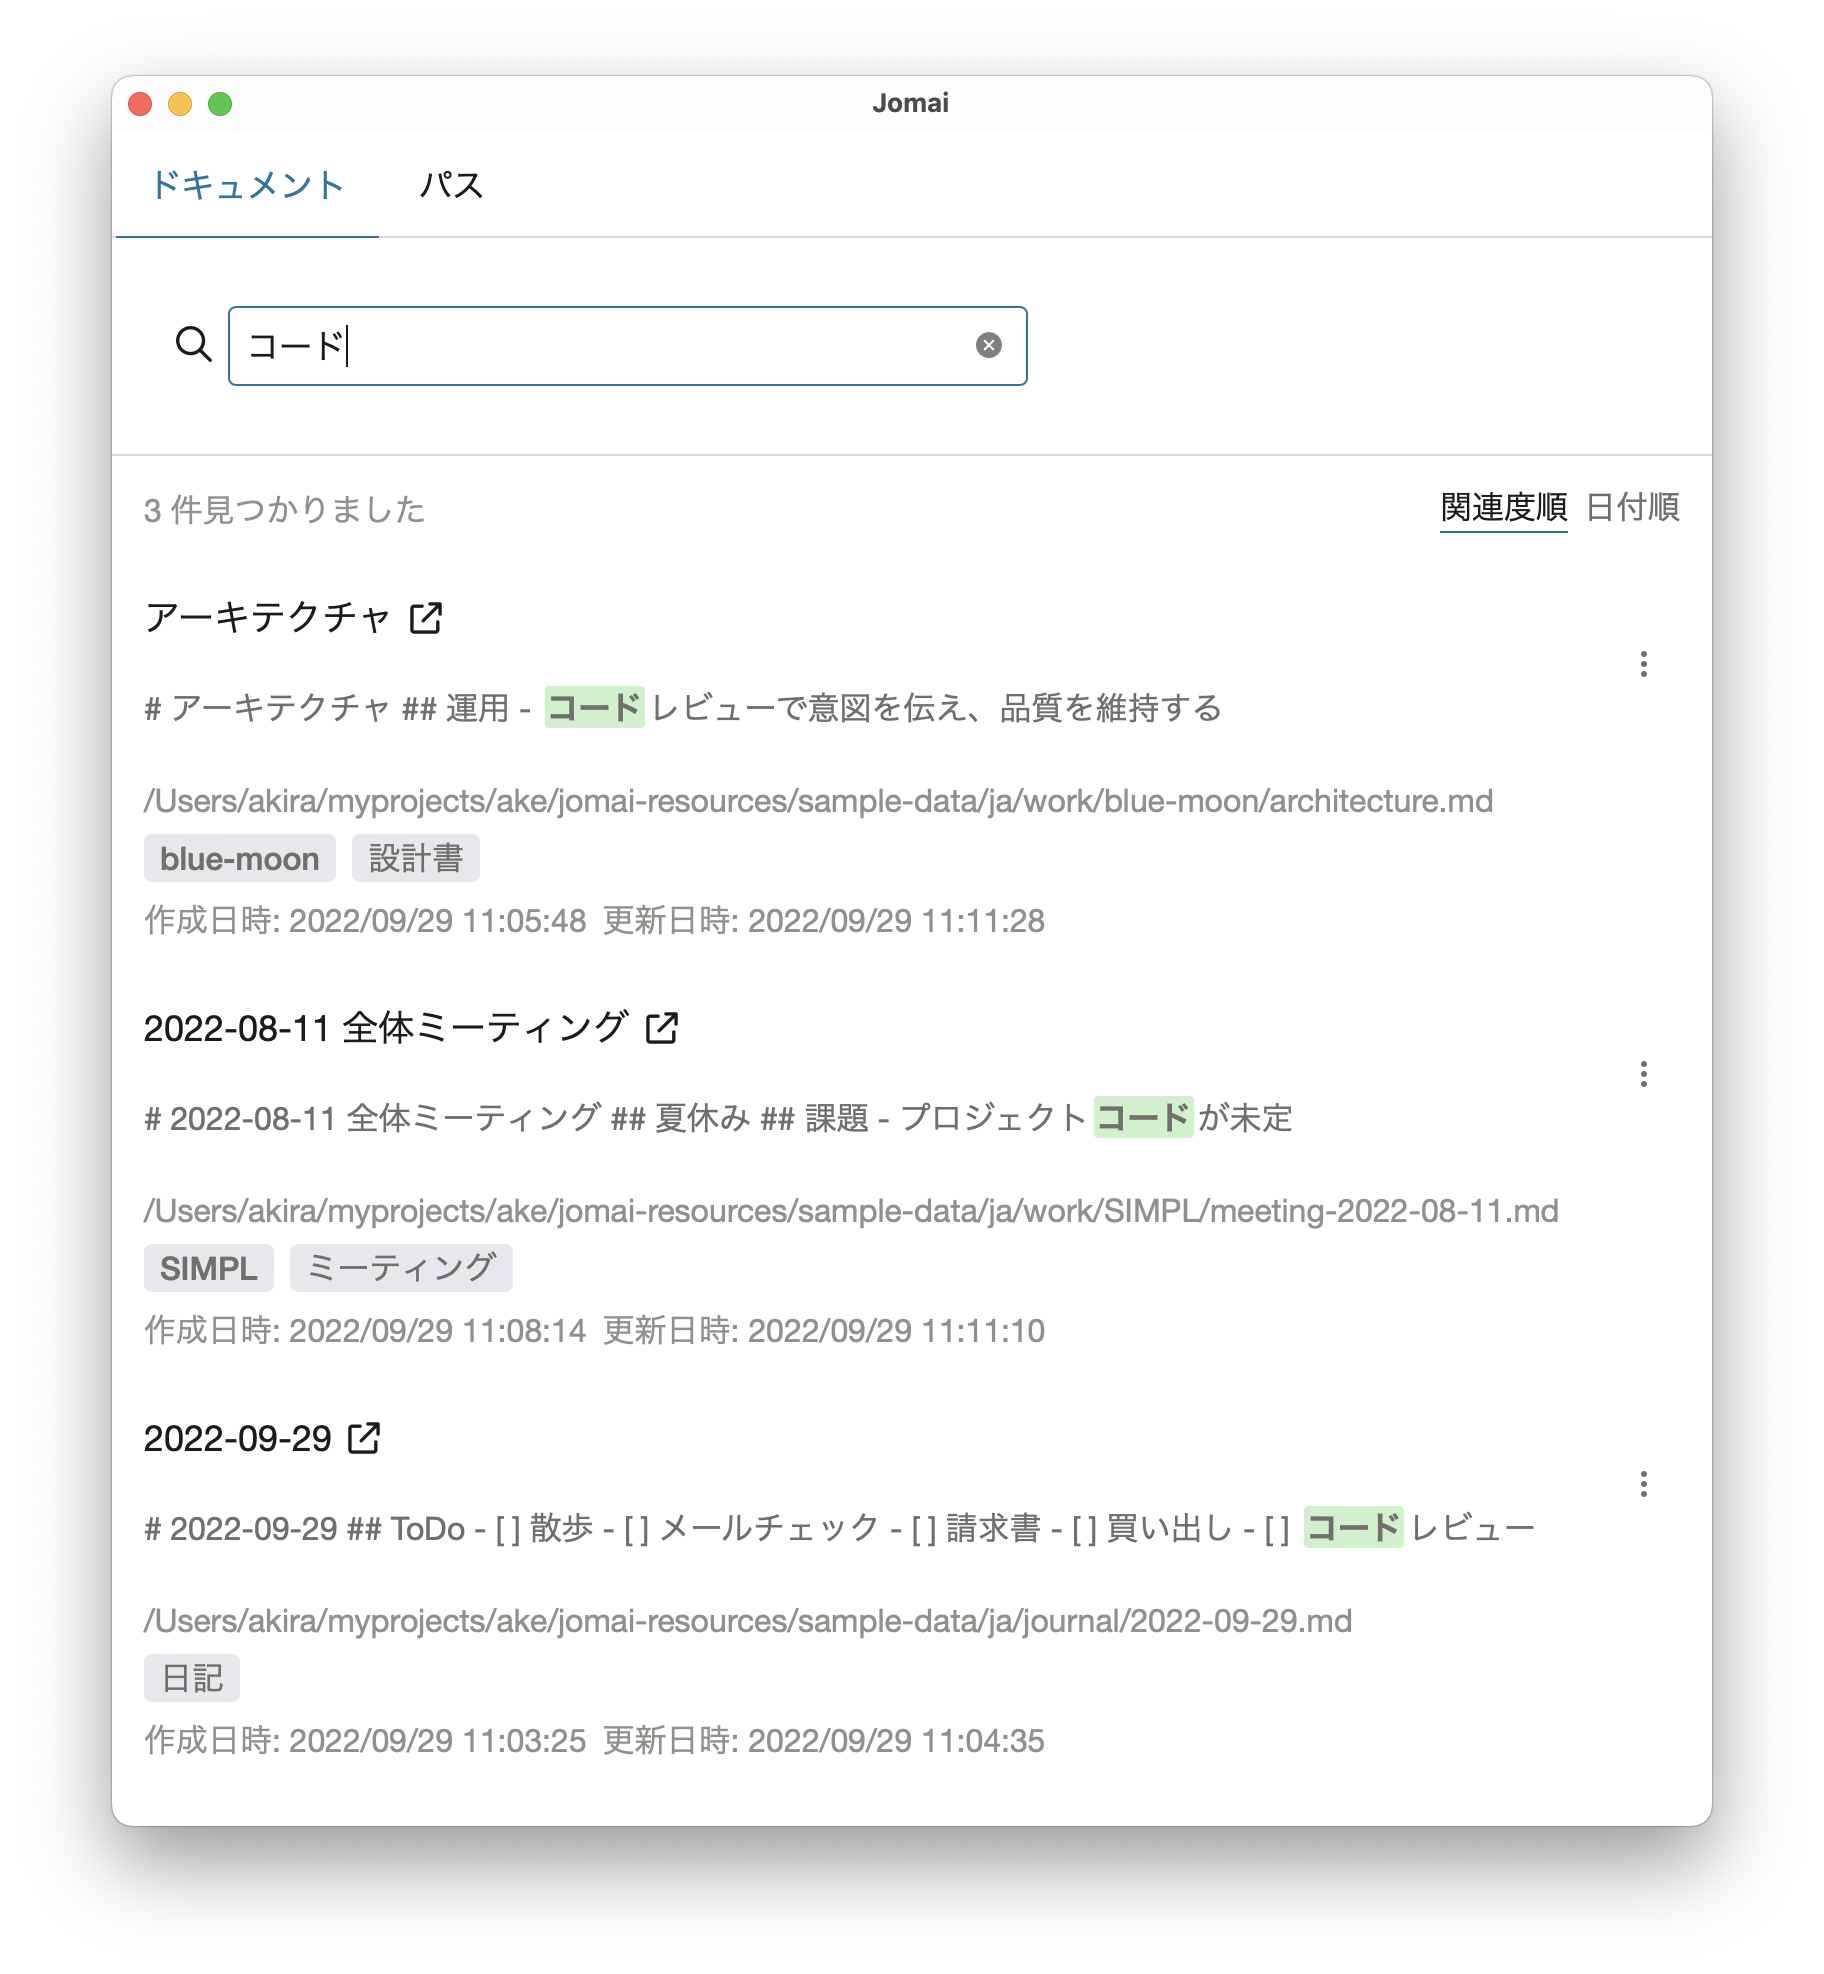 Jomai
ドキュメント パス
コード
3 件見つかりました 関連度順 日付順
アーキテクチャ
# アーキテクチャ ## 運用 - コードレビューで意図を伝え、品質を維持する
/Users/akira/myprojects/ake/jomai-resources/sample-data/ja/work/blue-moon/architecture.md
blue-moon 設計書
作成日時: 2022/09/29 11:05:48 更新日時: 2022/09/29 11:11:28
2022-08-11 全体ミーティング
# 2022-08-11 全体ミーティング ## 夏休み ## 課題 - プロジェクトコードが未定
/Users/akira/myprojects/ake/jomai-resources/sample-data/ja/work/SIMPL/meeting-2022-08-11.md
SIMPL ミーティング
作成日時: 2022/09/29 11:08:14 更新日時: 2022/09/29 11:11:10
2022-09-29
# 2022-09-29 ## ToDo - [ ] 散歩 - [ ] メールチェック - [ ] 請求書 - [ ] 買い出し - [ ] コードレビュー
/Users/akira/myprojects/ake/jomai-resources/sample-data/ja/journal/2022-09-29.md
日記
作成日時: 2022/09/29 11:03:25 更新日時: 2022/09/29 11:04:35